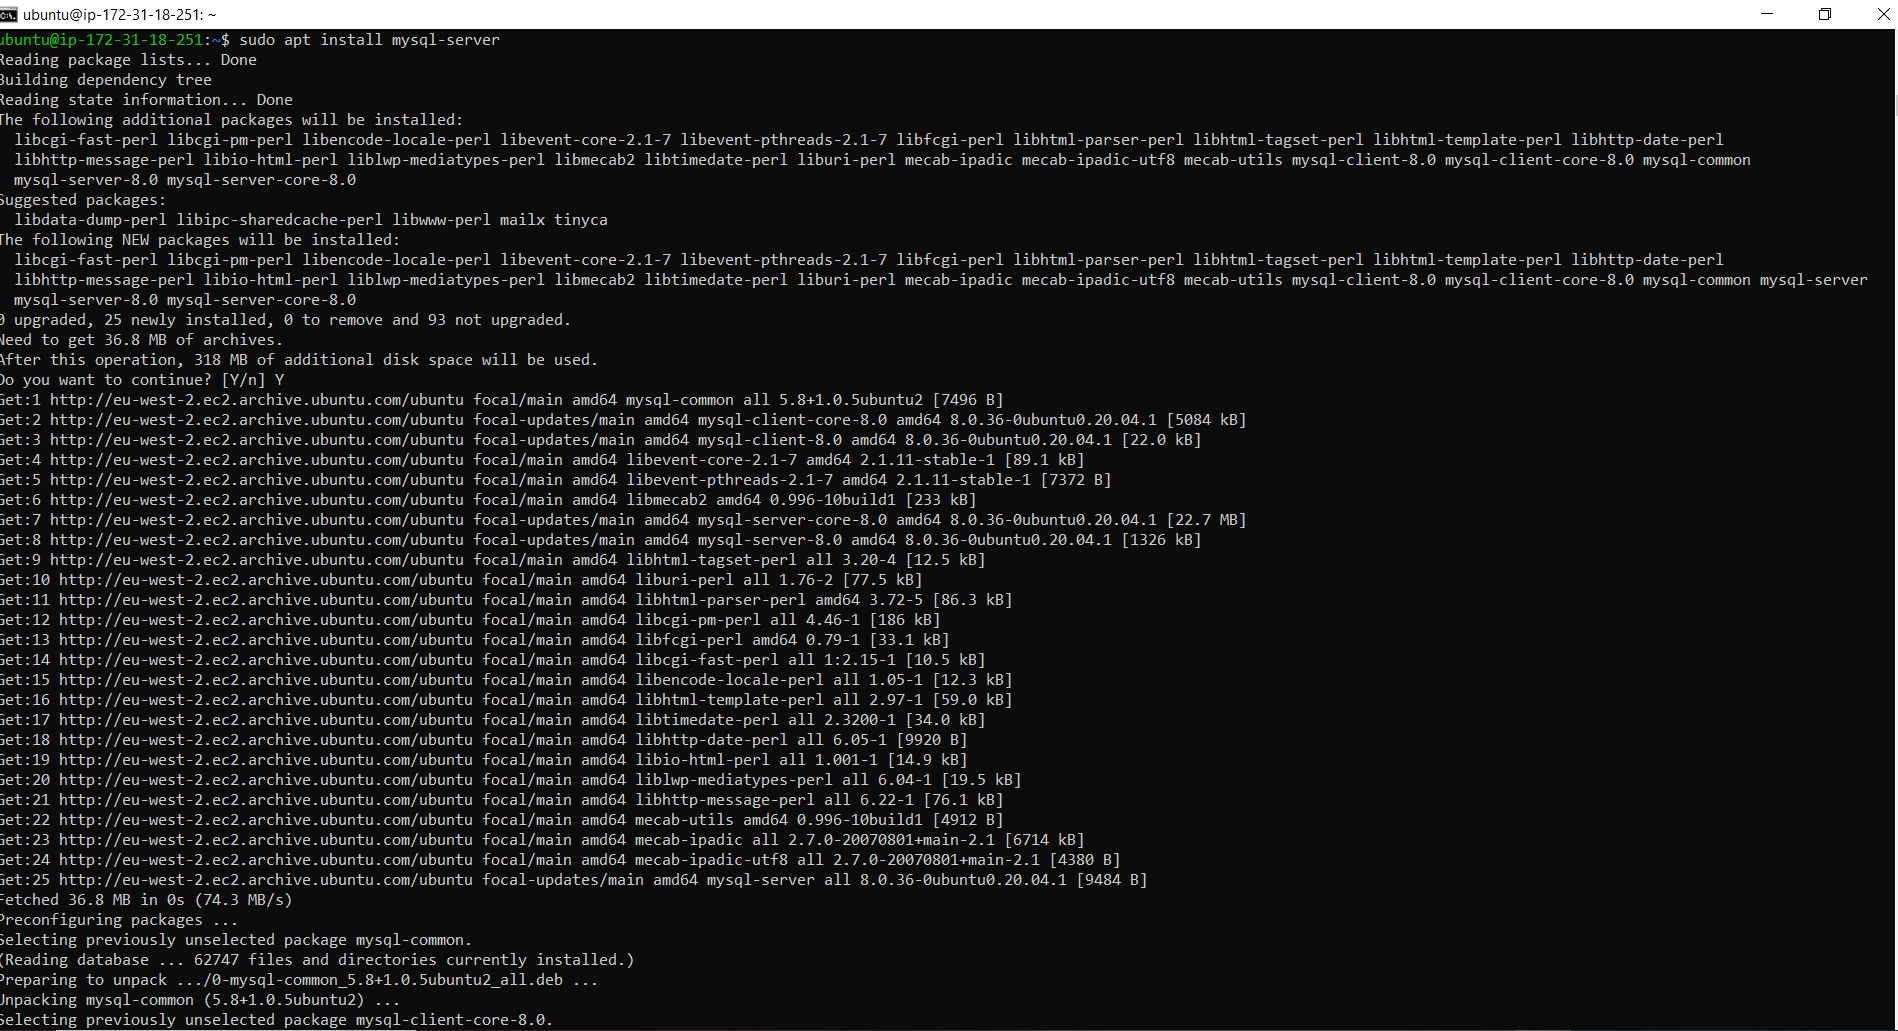 ubuntu@ip-172-31-18-251: ~
ubuntu@ip-172-31-18-251:~$ sudo apt install mysql-server
Reading package lists... Done
Building dependency tree
Reading state information... Done
The following additional packages will be installed:
  libcgi-fast-perl libcgi-pm-perl libencode-locale-perl libevent-core-2.1-7 libevent-pthreads-2.1-7 libfcgi-perl libhtml-parser-perl libhtml-tagset-perl libhtml-template-perl libhttp-date-perl
  libhttp-message-perl libio-html-perl liblwp-mediatypes-perl libmecab2 libtimedate-perl liburi-perl mecab-ipadic mecab-ipadic-utf8 mecab-utils mysql-client-8.0 mysql-client-core-8.0 mysql-common
  mysql-server-8.0 mysql-server-core-8.0
Suggested packages:
  libdata-dump-perl libipc-sharedcache-perl libwww-perl mailx tinyca
The following NEW packages will be installed:
  libcgi-fast-perl libcgi-pm-perl libencode-locale-perl libevent-core-2.1-7 libevent-pthreads-2.1-7 libfcgi-perl libhtml-parser-perl libhtml-tagset-perl libhtml-template-perl libhttp-date-perl
  libhttp-message-perl libio-html-perl liblwp-mediatypes-perl libmecab2 libtimedate-perl liburi-perl mecab-ipadic mecab-ipadic-utf8 mecab-utils mysql-client-8.0 mysql-client-core-8.0 mysql-common mysql-server
  mysql-server-8.0 mysql-server-core-8.0
0 upgraded, 25 newly installed, 0 to remove and 93 not upgraded.
Need to get 36.8 MB of archives.
After this operation, 318 MB of additional disk space will be used.
Do you want to continue? [Y/n] Y
Get:1 http://eu-west-2.ec2.archive.ubuntu.com/ubuntu focal/main amd64 mysql-common all 5.8+1.0.5ubuntu2 [7496 B]
Get:2 http://eu-west-2.ec2.archive.ubuntu.com/ubuntu focal-updates/main amd64 mysql-client-core-8.0 amd64 8.0.36-0ubuntu0.20.04.1 [5084 kB]
Get:3 http://eu-west-2.ec2.archive.ubuntu.com/ubuntu focal-updates/main amd64 mysql-client-8.0 amd64 8.0.36-0ubuntu0.20.04.1 [22.0 kB]
Get:4 http://eu-west-2.ec2.archive.ubuntu.com/ubuntu focal/main amd64 libevent-core-2.1-7 amd64 2.1.11-stable-1 [89.1 kB]
Get:5 http://eu-west-2.ec2.archive.ubuntu.com/ubuntu focal/main amd64 libevent-pthreads-2.1-7 amd64 2.1.11-stable-1 [7372 B]
Get:6 http://eu-west-2.ec2.archive.ubuntu.com/ubuntu focal/main amd64 libmecab2 amd64 0.996-10build1 [233 kB]
Get:7 http://eu-west-2.ec2.archive.ubuntu.com/ubuntu focal-updates/main amd64 mysql-server-core-8.0 amd64 8.0.36-0ubuntu0.20.04.1 [22.7 MB]
Get:8 http://eu-west-2.ec2.archive.ubuntu.com/ubuntu focal-updates/main amd64 mysql-server-8.0 amd64 8.0.36-0ubuntu0.20.04.1 [1326 kB]
Get:9 http://eu-west-2.ec2.archive.ubuntu.com/ubuntu focal/main amd64 libhtml-tagset-perl all 3.20-4 [12.5 kB]
Get:10 http://eu-west-2.ec2.archive.ubuntu.com/ubuntu focal/main amd64 liburi-perl all 1.76-2 [77.5 kB]
Get:11 http://eu-west-2.ec2.archive.ubuntu.com/ubuntu focal/main amd64 libhtml-parser-perl amd64 3.72-5 [86.3 kB]
Get:12 http://eu-west-2.ec2.archive.ubuntu.com/ubuntu focal/main amd64 libcgi-pm-perl all 4.46-1 [186 kB]
Get:13 http://eu-west-2.ec2.archive.ubuntu.com/ubuntu focal/main amd64 libfcgi-perl amd64 0.79-1 [33.1 kB]
Get:14 http://eu-west-2.ec2.archive.ubuntu.com/ubuntu focal/main amd64 libcgi-fast-perl all 1:2.15-1 [10.5 kB]
Get:15 http://eu-west-2.ec2.archive.ubuntu.com/ubuntu focal/main amd64 libencode-locale-perl all 1.05-1 [12.3 kB]
Get:16 http://eu-west-2.ec2.archive.ubuntu.com/ubuntu focal/main amd64 libhtml-template-perl all 2.97-1 [59.0 kB]
Get:17 http://eu-west-2.ec2.archive.ubuntu.com/ubuntu focal/main amd64 libtimedate-perl all 2.3200-1 [34.0 kB]
Get:18 http://eu-west-2.ec2.archive.ubuntu.com/ubuntu focal/main amd64 libhttp-date-perl all 6.05-1 [9920 B]
Get:19 http://eu-west-2.ec2.archive.ubuntu.com/ubuntu focal/main amd64 libio-html-perl all 1.001-1 [14.9 kB]
Get:20 http://eu-west-2.ec2.archive.ubuntu.com/ubuntu focal/main amd64 liblwp-mediatypes-perl all 6.04-1 [19.5 kB]
Get:21 http://eu-west-2.ec2.archive.ubuntu.com/ubuntu focal/main amd64 libhttp-message-perl all 6.22-1 [76.1 kB]
Get:22 http://eu-west-2.ec2.archive.ubuntu.com/ubuntu focal/main amd64 mecab-utils amd64 0.996-10build1 [4912 B]
Get:23 http://eu-west-2.ec2.archive.ubuntu.com/ubuntu focal/main amd64 mecab-ipadic all 2.7.0-20070801+main-2.1 [6714 kB]
Get:24 http://eu-west-2.ec2.archive.ubuntu.com/ubuntu focal/main amd64 mecab-ipadic-utf8 all 2.7.0-20070801+main-2.1 [4380 B]
Get:25 http://eu-west-2.ec2.archive.ubuntu.com/ubuntu focal-updates/main amd64 mysql-server all 8.0.36-0ubuntu0.20.04.1 [9484 B]
Fetched 36.8 MB in 0s (74.3 MB/s)
Preconfiguring packages ...
Selecting previously unselected package mysql-common.
(Reading database ... 62747 files and directories currently installed.)
Preparing to unpack .../0-mysql-common_5.8+1.0.5ubuntu2_all.deb ...
Unpacking mysql-common (5.8+1.0.5ubuntu2) ...
Selecting previously unselected package mysql-client-core-8.0.